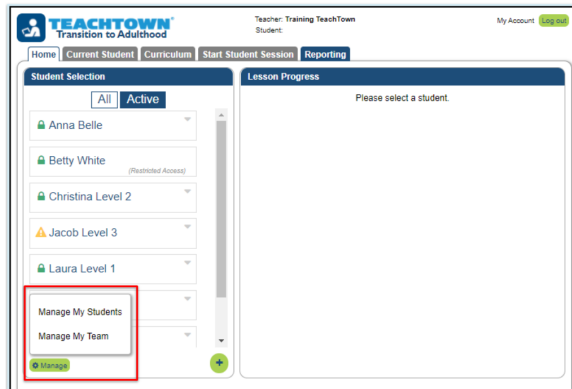 TEACHTOWN
Transition to Adulthood
Teacher: Training TeachTown
Student:
My Account Log out
Home Current Student Curriculum Start Student Session Reporting
Student Selection
All Active
Anna Belle
Betty White
(Restricted Access)
Christina Level 2
Jacob Level 3
Laura Level 1
Manage My Students
Manage My Team
Manage
+
Lesson Progress
Please select a student.